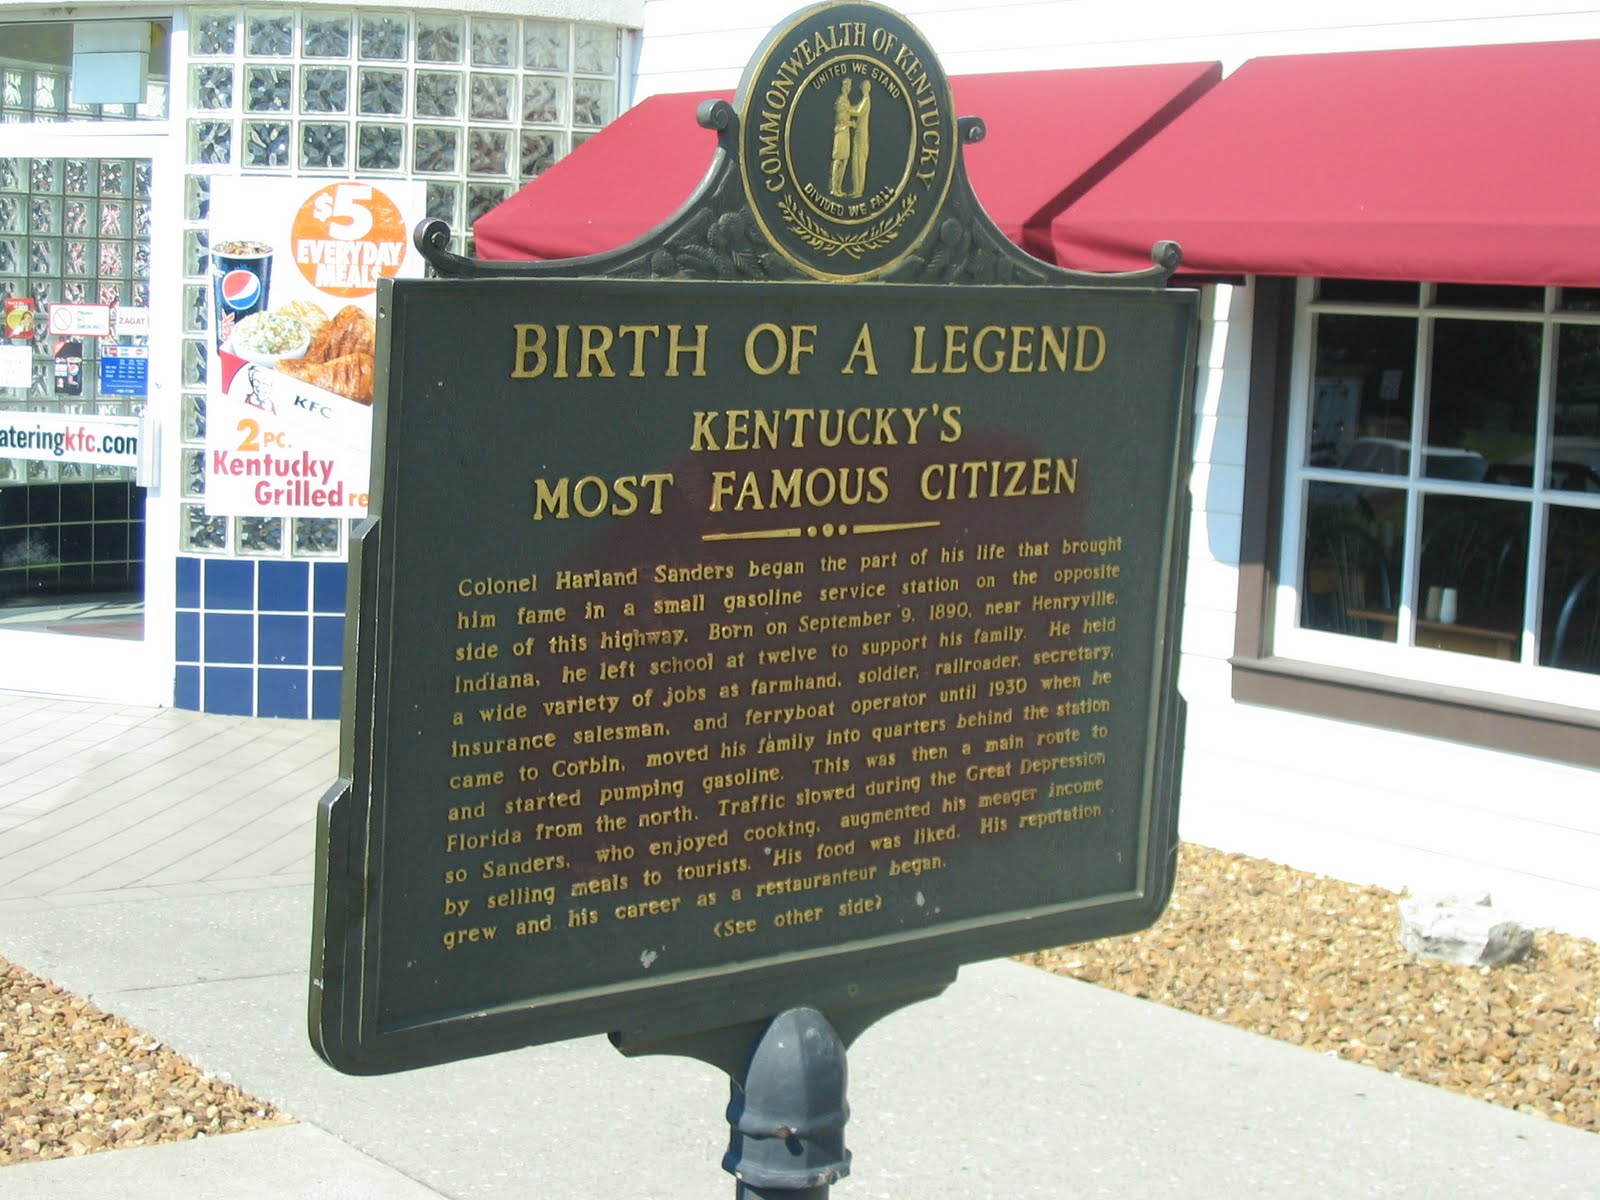 COMMONWEALTH OF KENTUCKY
UNITED WE STAND
DIVIDED WE FALL
BIRTH OF A LEGEND
KENTUCKY'S
MOST FAMOUS CITIZEN
Colonel Harland Sanders began the part of his life that brought
him fame in a small gasoline service station on the opposite
side of this highway. Born on September 9, 1890, near Henryville,
Indiana, he left school at twelve to support his family. He held
a wide variety of jobs as farmhand, soldier, railroader, secretary,
insurance salesman, and ferryboat operator until 1930 when he
came to Corbin, moved his family into quarters behind the station
and started pumping gasoline. This was then a main route to
Florida from the north. Traffic slowed during the Great Depression
so Sanders, who enjoyed cooking, augmented his meager income
by selling meals to tourists. His food was liked. His reputation
grew and his career as a restauranteur began.
(See other side)
$5
EVERYDAY
MEALS
KFC
2 PC.
Kentucky
Grilled re
ateringkfc.com
ZAGAT